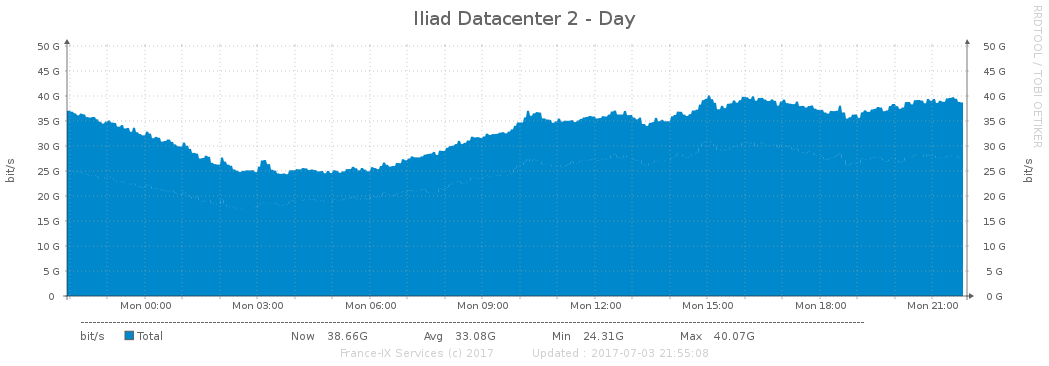 Iliad Datacenter 2 - Day
RRDTOOL / TOBI OETIKER
50 G 50 G
45 G 45 G
40 G 40 G
35 G 35 G
30 G 30 G
25 G 25 G
20 G 20 G
15 G 15 G
10 G 10 G
5 G 5 G
0 0 G
bit/s bit/s
Mon 00:00 Mon 03:00 Mon 06:00 Mon 09:00 Mon 12:00 Mon 15:00 Mon 18:00 Mon 21:00
bit/s Total Now 38.66G Avg 33.08G Min 24.31G Max 40.07G
France-IX Services (c) 2017 Updated : 2017-07-03 21:55:08